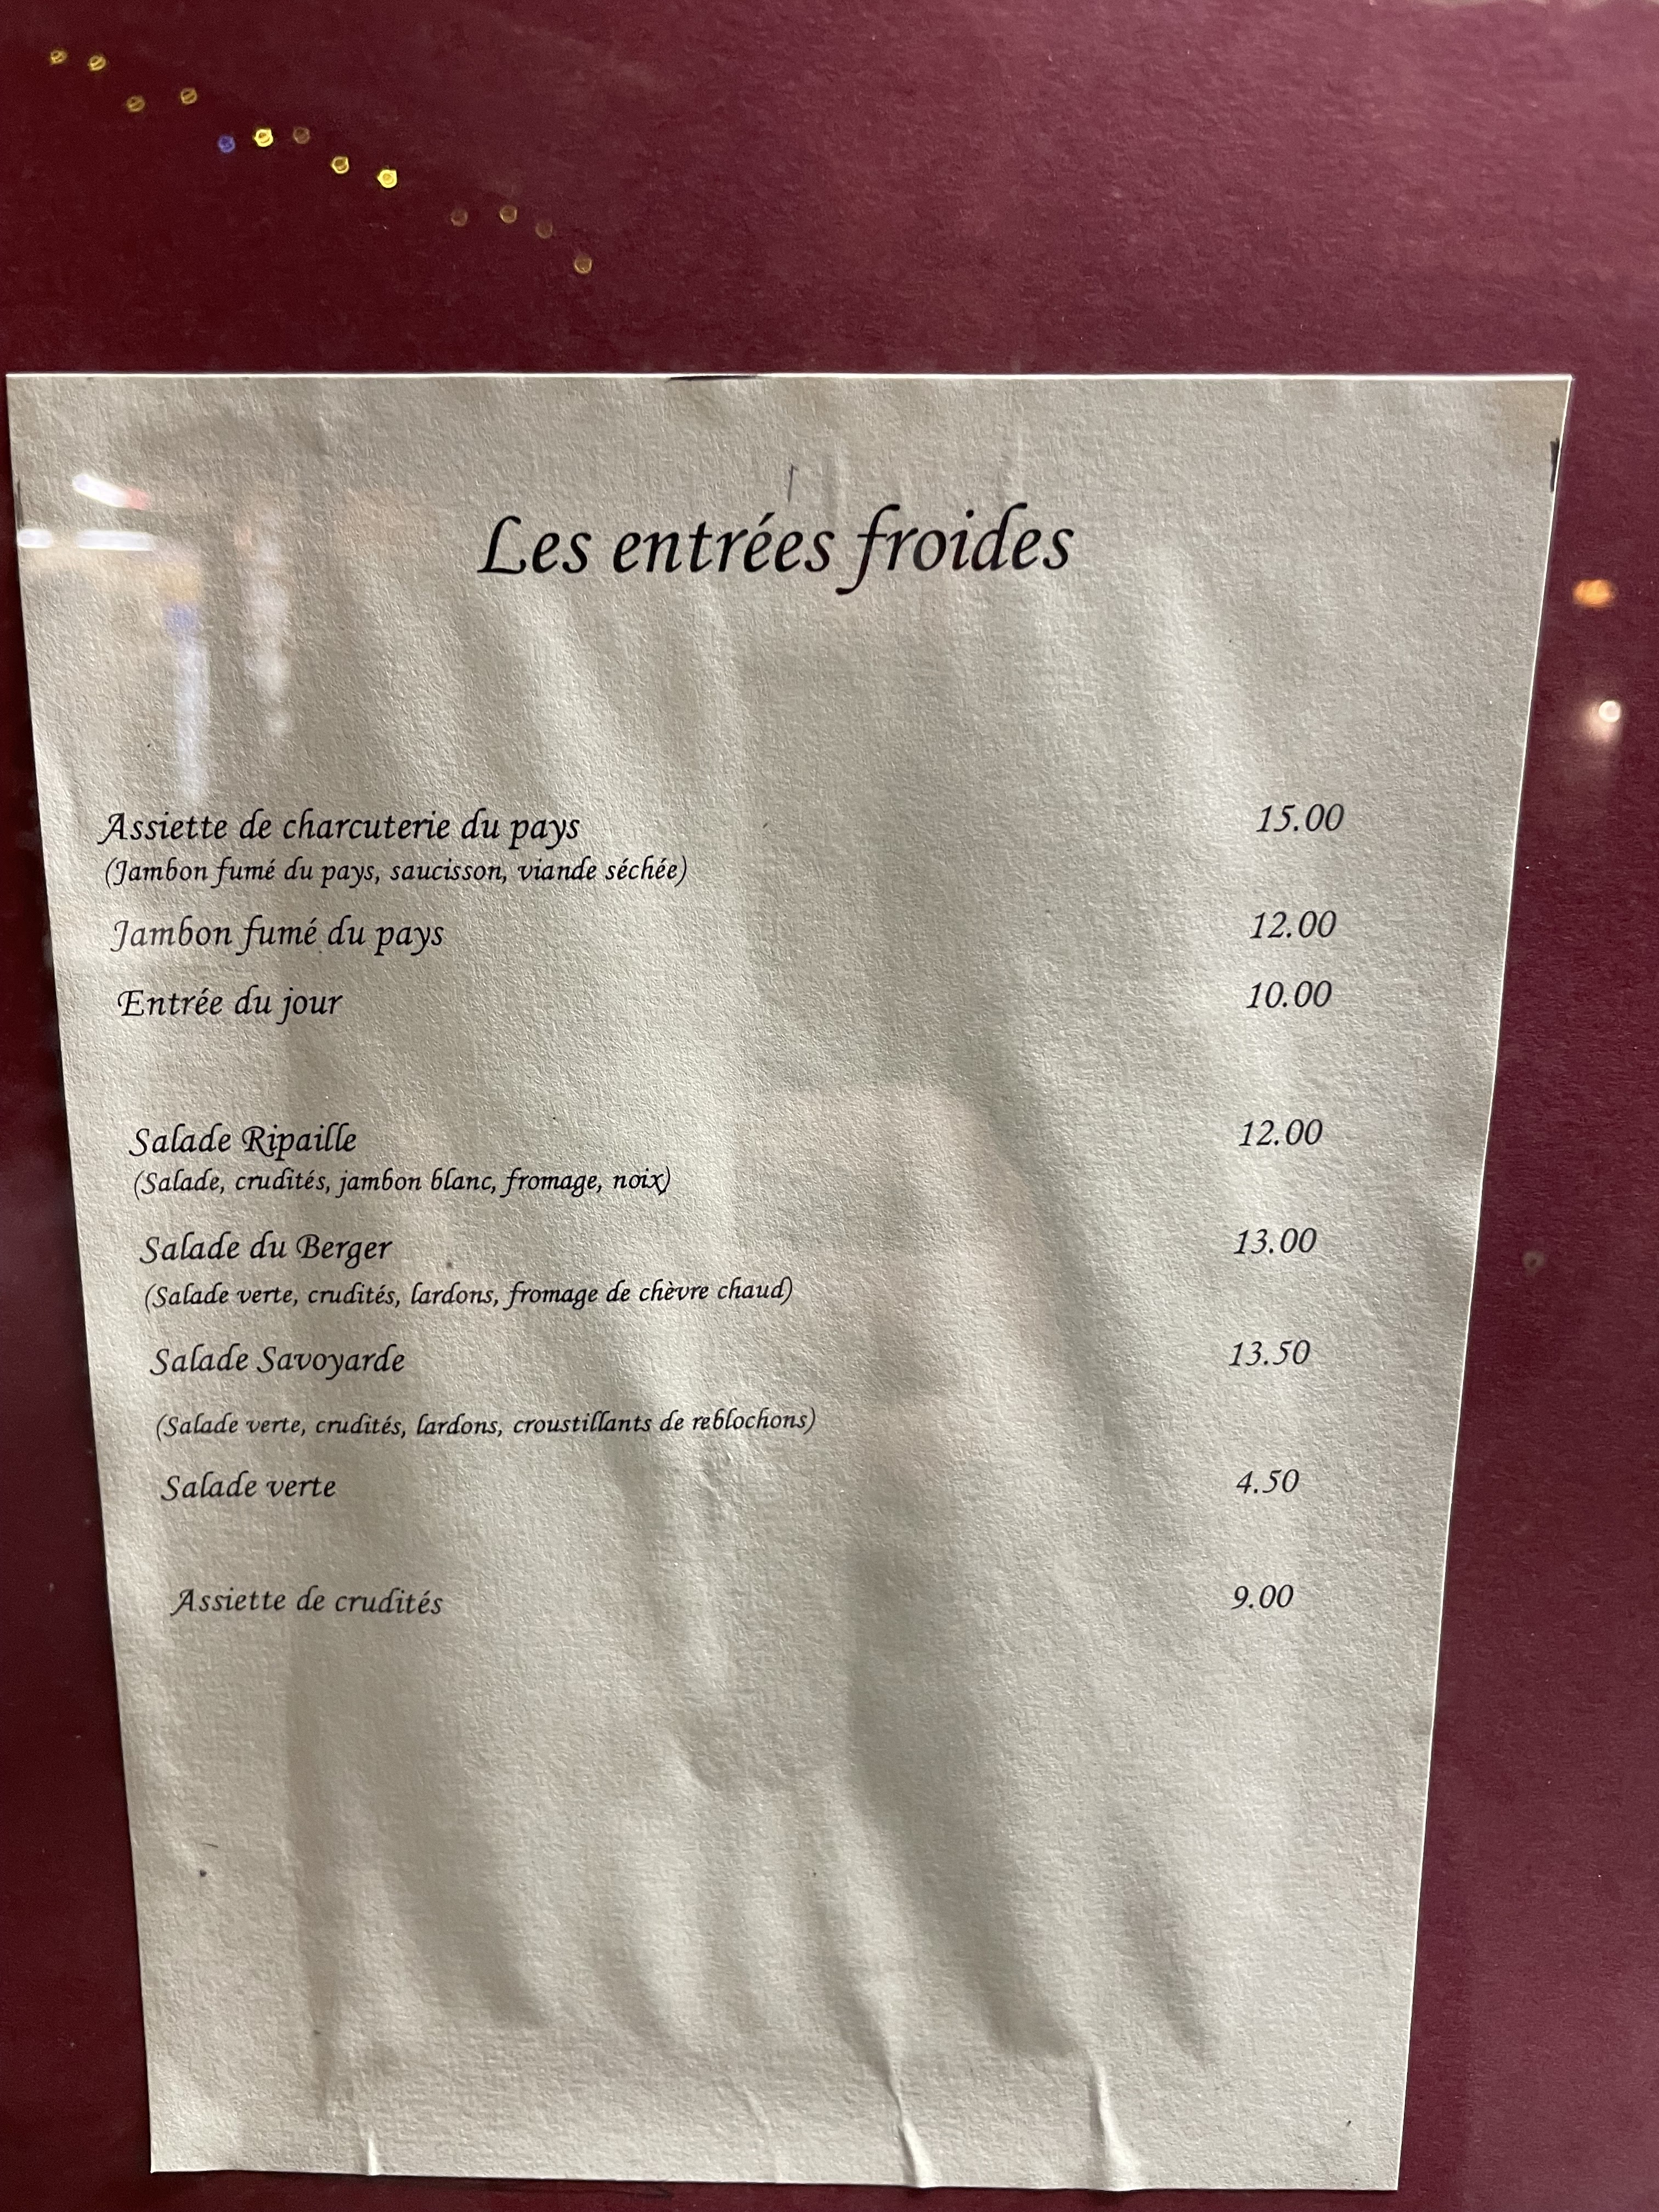 Les entrées froides
Assiette de charcuterie du pays 15.00
(Jambon fumé du pays, saucisson, viande séchée)
Jambon fumé du pays 12.00
Entrée du jour 10.00
Salade Ripaille 12.00
(Salade, crudités, jambon blanc, fromage, noix)
Salade du Berger 13.00
(Salade verte, crudités, lardons, fromage de chèvre chaud)
Salade Savoyarde 13.50
(Salade verte, crudités, lardons, croustillants de reblochons)
Salade verte 4.50
Assiette de crudités 9.00